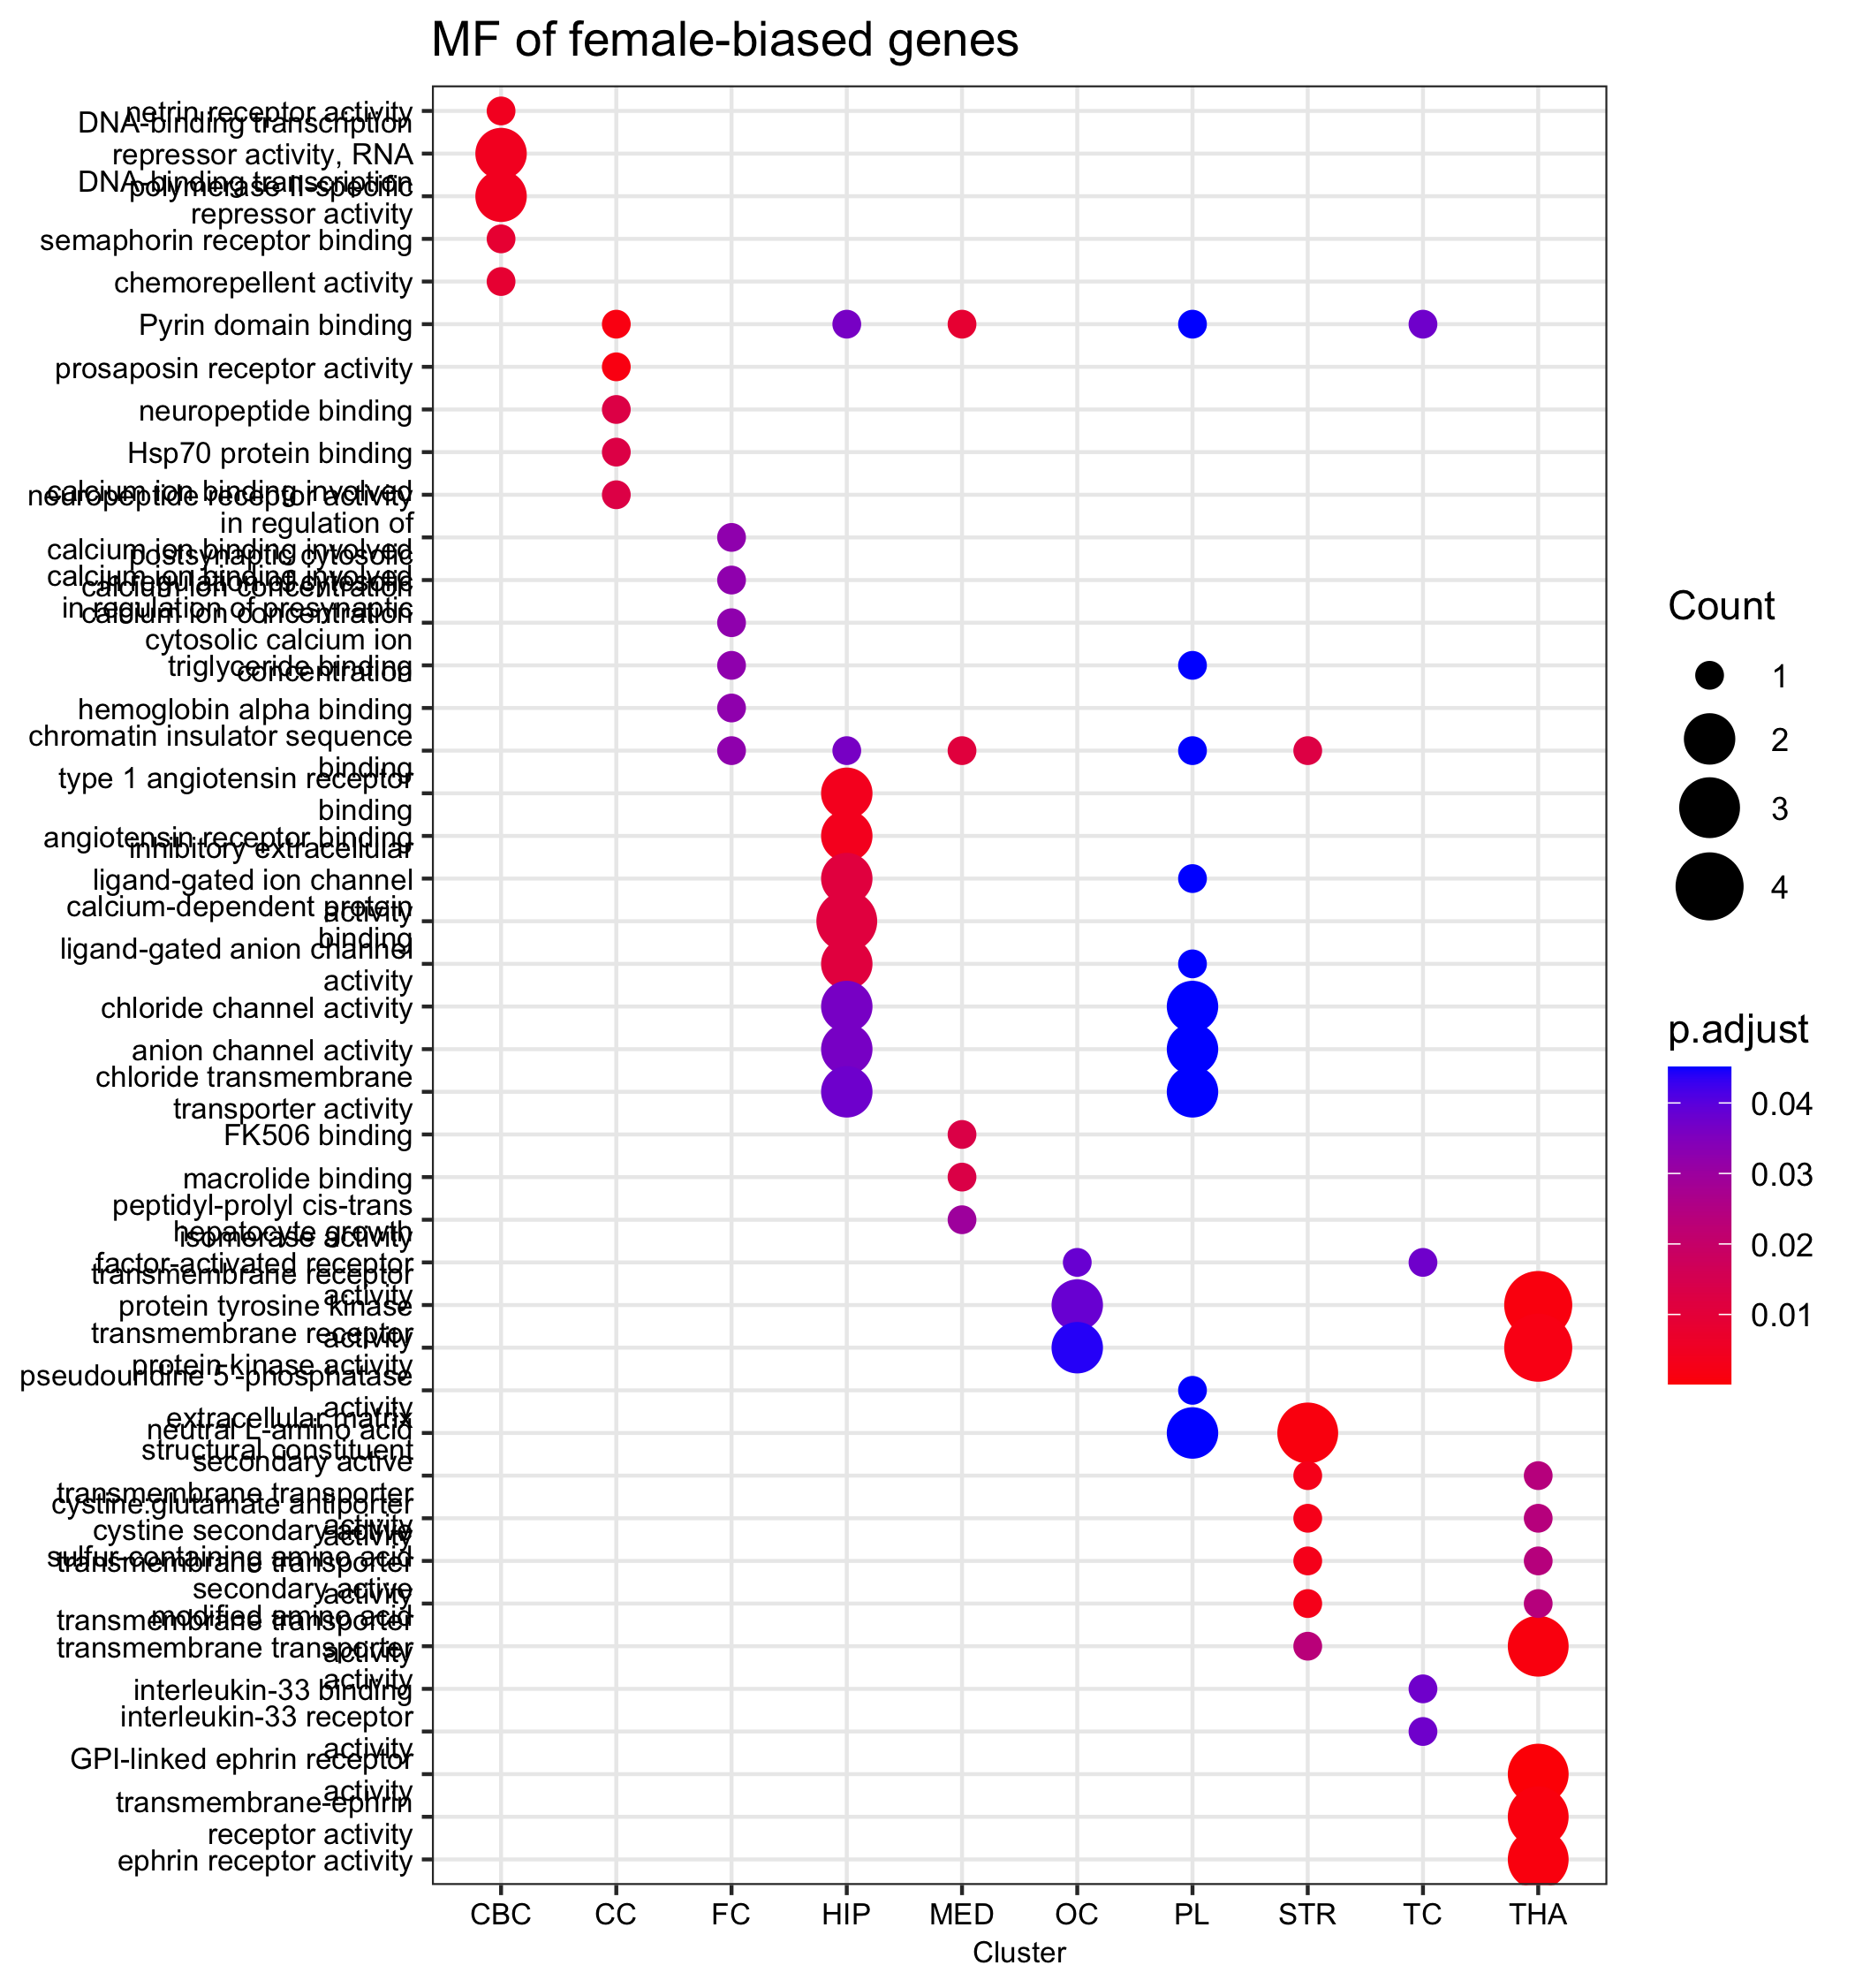 MF of female-biased genes
netrin receptor activity
DNA-binding transcription
repressor activity, RNA
polymerase II-specific
DNA-binding transcription
repressor activity
semaphorin receptor binding
chemorepellent activity
Pyrin domain binding
prosaposin receptor activity
neuropeptide binding
Hsp70 protein binding
neuropeptide receptor activity
calcium ion binding involved
in regulation of
postsynaptic cytosolic
calcium ion concentration
calcium ion binding involved
in regulation of cytosolic
calcium ion concentration
calcium ion binding involved
in regulation of presynaptic
cytosolic calcium ion
concentration
triglyceride binding
hemoglobin alpha binding
chromatin insulator sequence
binding
type 1 angiotensin receptor
binding
angiotensin receptor binding
inhibitory extracellular
ligand-gated ion channel
activity
calcium-dependent protein
binding
ligand-gated anion channel
activity
chloride channel activity
anion channel activity
chloride transmembrane
transporter activity
FK506 binding
macrolide binding
peptidyl-prolyl cis-trans
isomerase activity
hepatocyte growth
factor-activated receptor
activity
transmembrane receptor
protein tyrosine kinase
activity
transmembrane receptor
protein kinase activity
pseudouridine 5'-phosphatase
activity
extracellular matrix
structural constituent
neutral L-amino acid
secondary active
transmembrane transporter
activity
cystine:glutamate antiporter
activity
cystine secondary active
transmembrane transporter
activity
sulfur-containing amino acid
secondary active
transmembrane transporter
activity
modified amino acid
transmembrane transporter
activity
interleukin-33 binding
interleukin-33 receptor
activity
GPI-linked ephrin receptor
activity
transmembrane-ephrin
receptor activity
ephrin receptor activity
CBC CC FC HIP MED OC PL STR TC THA
Cluster
Count
1
2
3
4
p.adjust
0.04
0.03
0.02
0.01